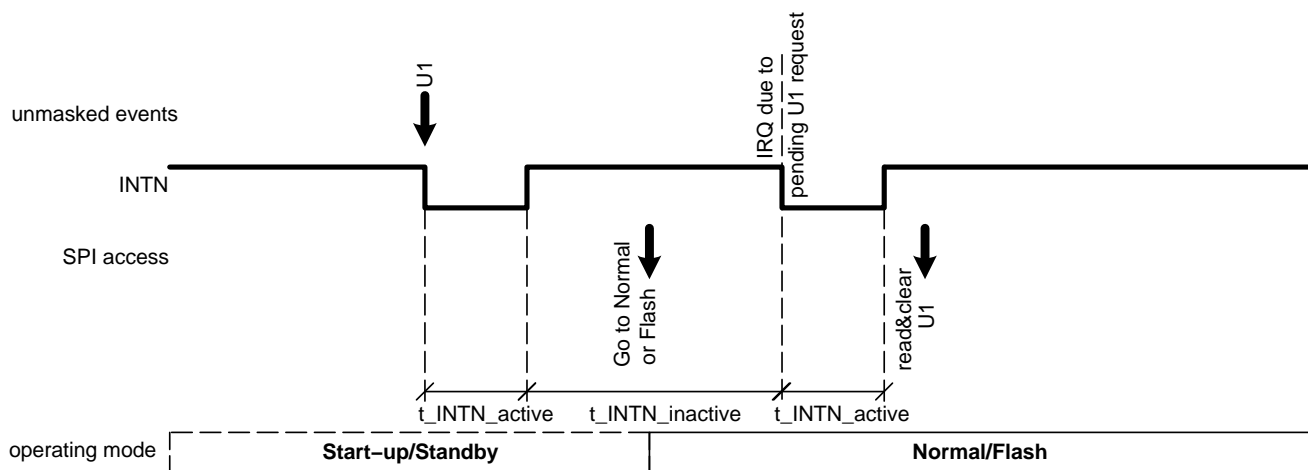 U1
IRQ due to
pending U1 request
unmasked events
INTN
SPI access
Go to Normal
or Flash
read&clear
U1
t_INTN_active
t_INTN_inactive
t_INTN_active
operating mode
Start−up/Standby
Normal/Flash